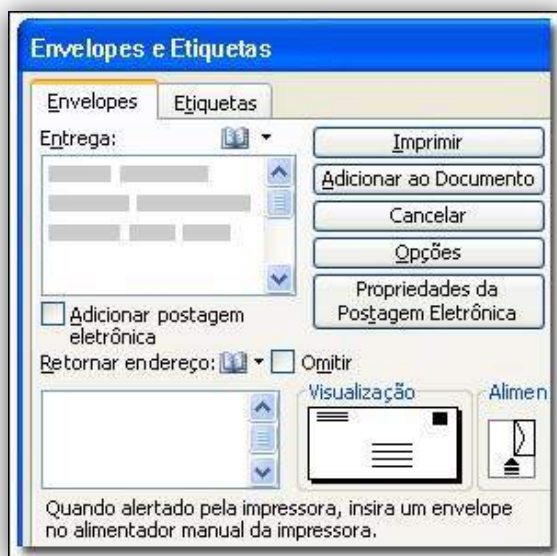 Envelopes e Etiquetas
Envelopes
Etiquetas
Entrega:
Imprimir
Adicionar ao Documento
Cancelar
Opções
Propriedades da
Postagem Eletrônica
Adicionar postagem
eletrônica
Retornar endereço:
Omitir
Visualização
Alimen
Quando alertado pela impressora, insira um envelope
no alimentador manual da impressora.